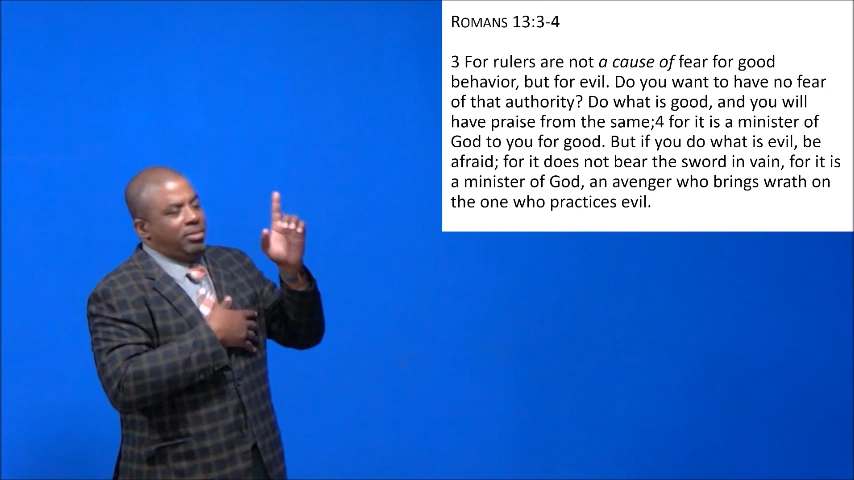 ROMANS 13:3-4
3 For rulers are not a cause of fear for good
behavior, but for evil. Do you want to have no fear
of that authority? Do what is good, and you will
have praise from the same;4 for it is a minister of
God to you for good. But if you do what is evil, be
afraid; for it does not bear the sword in vain, for it is
a minister of God, an avenger who brings wrath on
the one who practices evil.